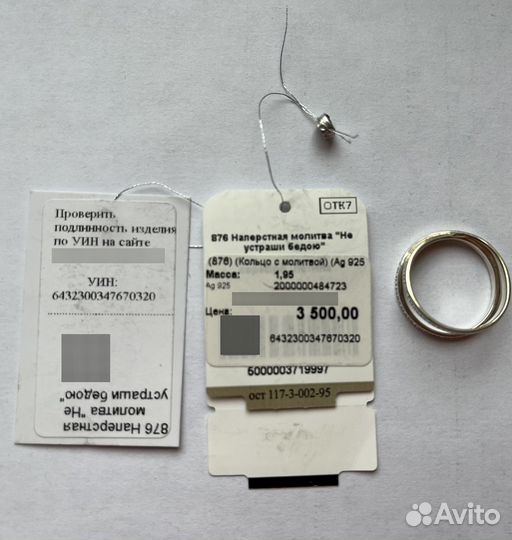 Проверить
подлинность изделия
по УИН на сайте
УИН:
6432300347670320
876 Наперстная
молитва "Не
устраши бедою"
ОТК7
876 Наперстная молитва "Не
устраши бедою"
(876) (Кольцо с молитвой) (Ag 925
Масса: 1,95
Ag 925 2000000484723
Цена: 3 500,00
6432300347670320
5000003719997
ост 117-3-002-95
Avito